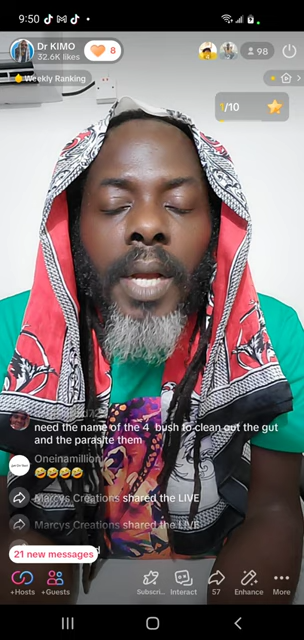 9:50
Dr KIMO
32.6K likes
8
98
Weekly Ranking
1/10
need the name of the 4 bush to clean out the gut
and the parasite them
Oneinamillion
🤣🤣🤣🤣
Marcys Creations shared the LIVE
Marcys Creations shared the LIVE
21 new messages
+Hosts
+Guests
Subscri...
Interact
57
Enhance
More